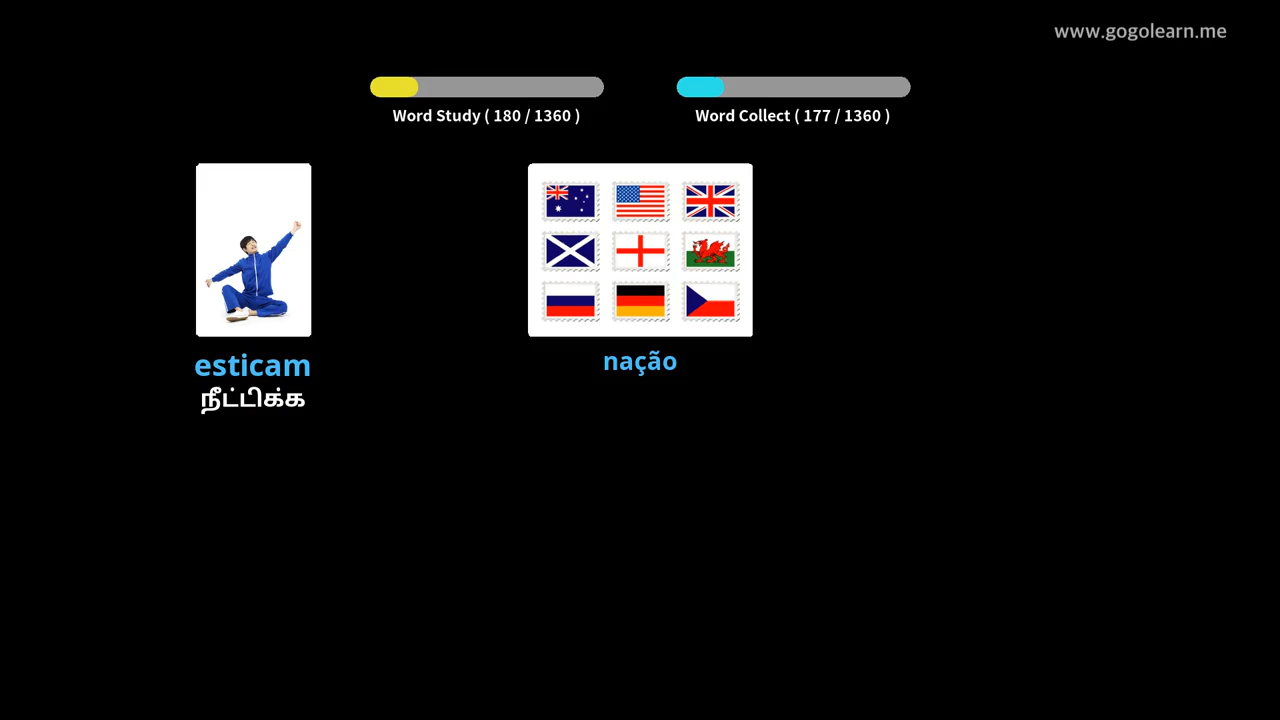 www.gogolearn.me
Word Study ( 180 / 1360 )
Word Collect ( 177 / 1360 )
esticam
நீட்டிக்க
nação